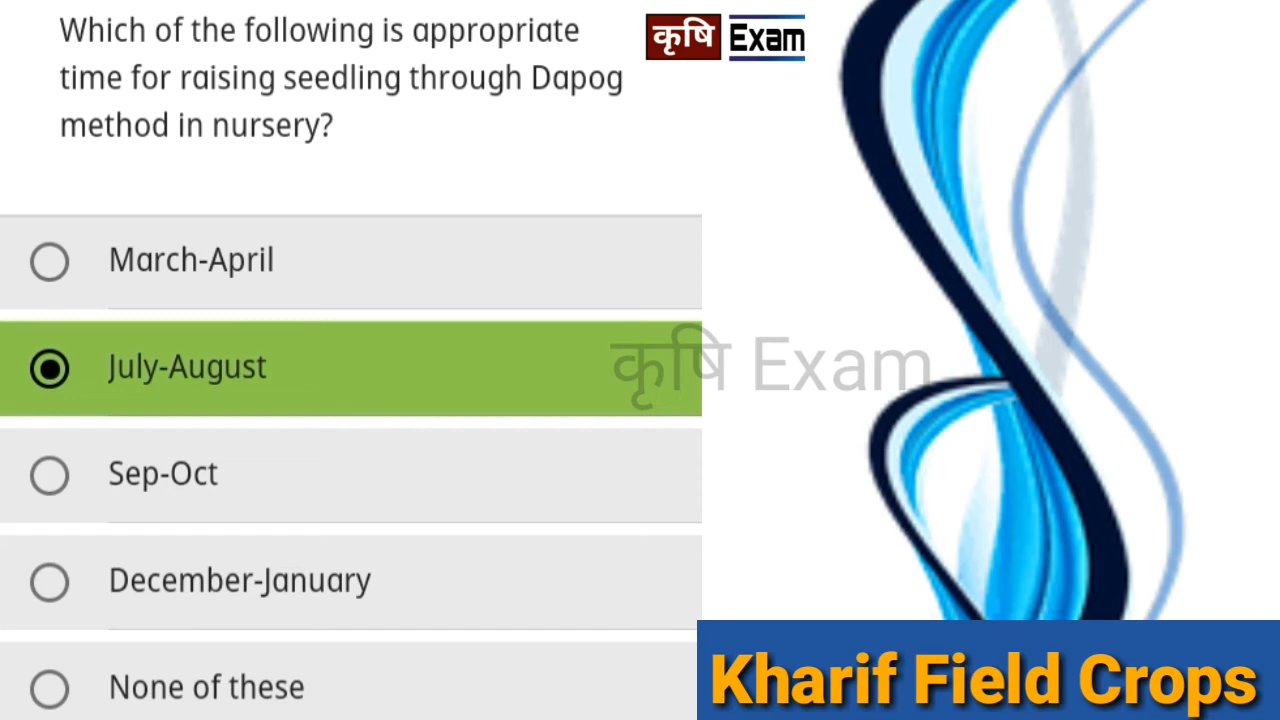 Which of the following is appropriate
time for raising seedling through Dapog
method in nursery?
कृषि Exam
March-April
July-August
कृषि Exam
Sep-Oct
December-January
None of these
Kharif Field Crops